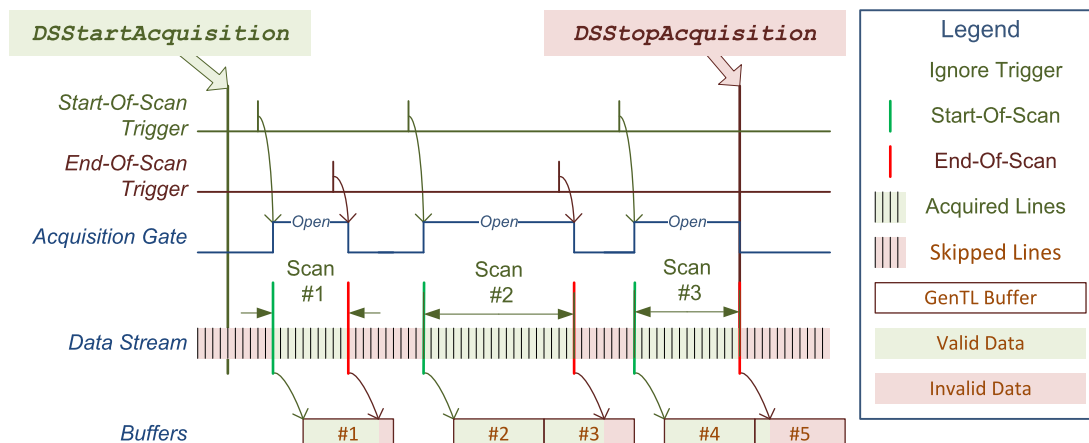 DSStartAcquisition
DSStopAcquisition
Legend
Ignore Trigger
Start-Of-Scan
End-Of-Scan
Acquired Lines
Skipped Lines
GenTL Buffer
Valid Data
Invalid Data
Start-Of-Scan
Trigger
End-Of-Scan
Trigger
Acquisition Gate
Open
Open
Open
Scan
#1
Scan
#2
Scan
#3
Data Stream
Buffers
#1
#2
#3
#4
#5